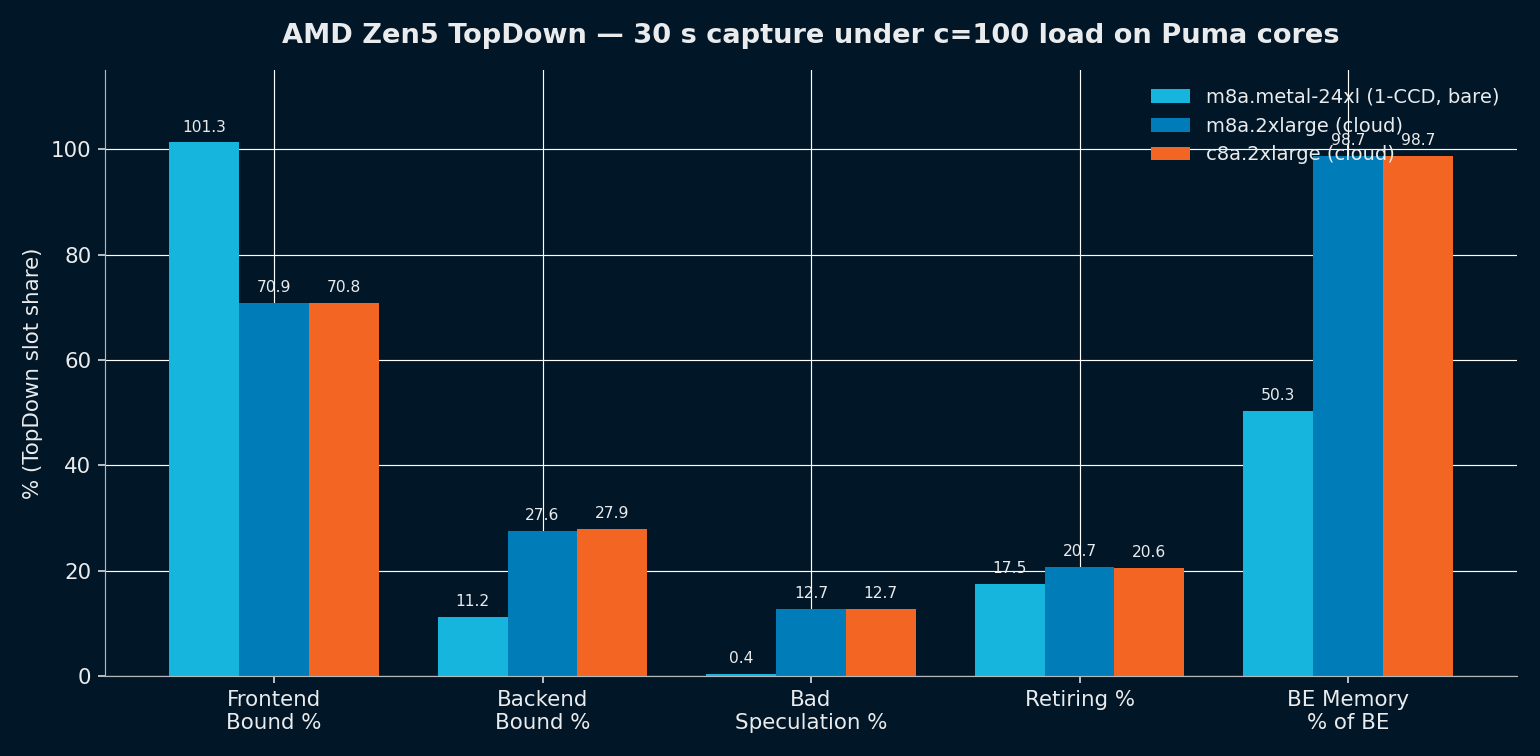 AMD Zen5 TopDown — 30 s capture under c=100 load on Puma cores
m8a.metal-24xl (1-CCD, bare)
m8a.2xlarge (cloud)
c8a.2xlarge (cloud)
% (TopDown slot share)
100
80
60
40
20
0
101.3
70.9
70.8
11.2
27.6
27.9
0.4
12.7
12.7
17.5
20.7
20.6
50.3
98.7
98.7
Frontend
Bound %
Backend
Bound %
Bad
Speculation %
Retiring %
BE Memory
% of BE